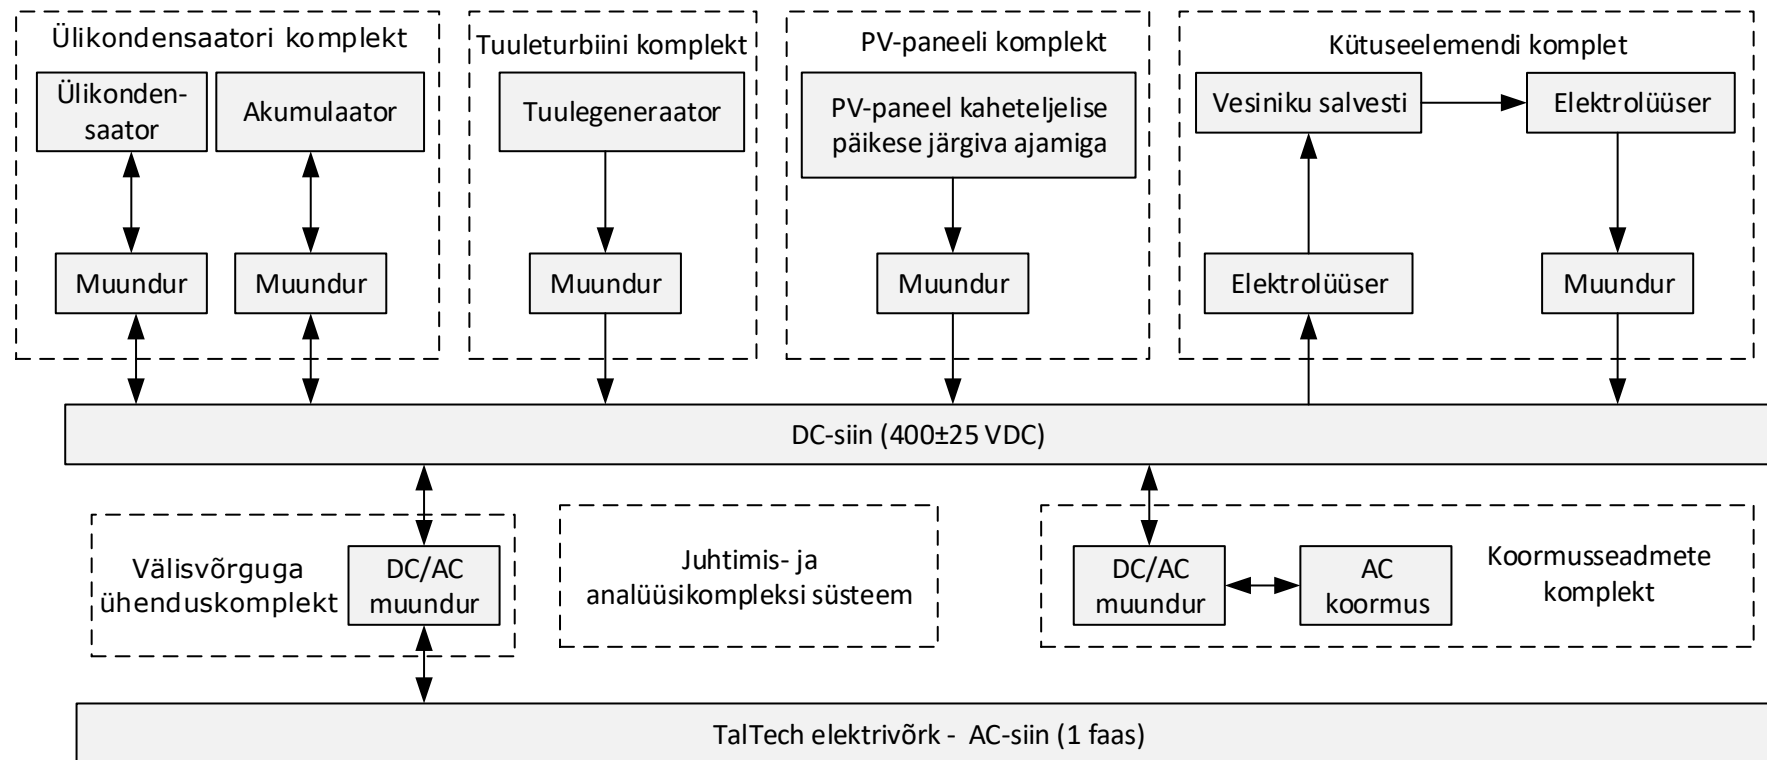 Ülikondensaatori komplekt
Ülikonden-
saator
Akumulaator
Muundur
Muundur
Tuuleturbiini komplekt
Tuulegeneraator
Muundur
PV-paneeli komplekt
PV-paneel kaheteljelise
päikese järgiva ajamiga
Muundur
Kütuseelemendi komplet
Vesiniku salvesti
Elektrolüüser
Elektrolüüser
Muundur
DC-siin (400±25 VDC)
Välisvõrguga
ühenduskomplekt
DC/AC
muundur
Juhtimis- ja
analüüsikompleksi süsteem
DC/AC
muundur
AC
koormus
Koormusseadmete
komplekt
TalTech elektrivõrk - AC-siin (1 faas)